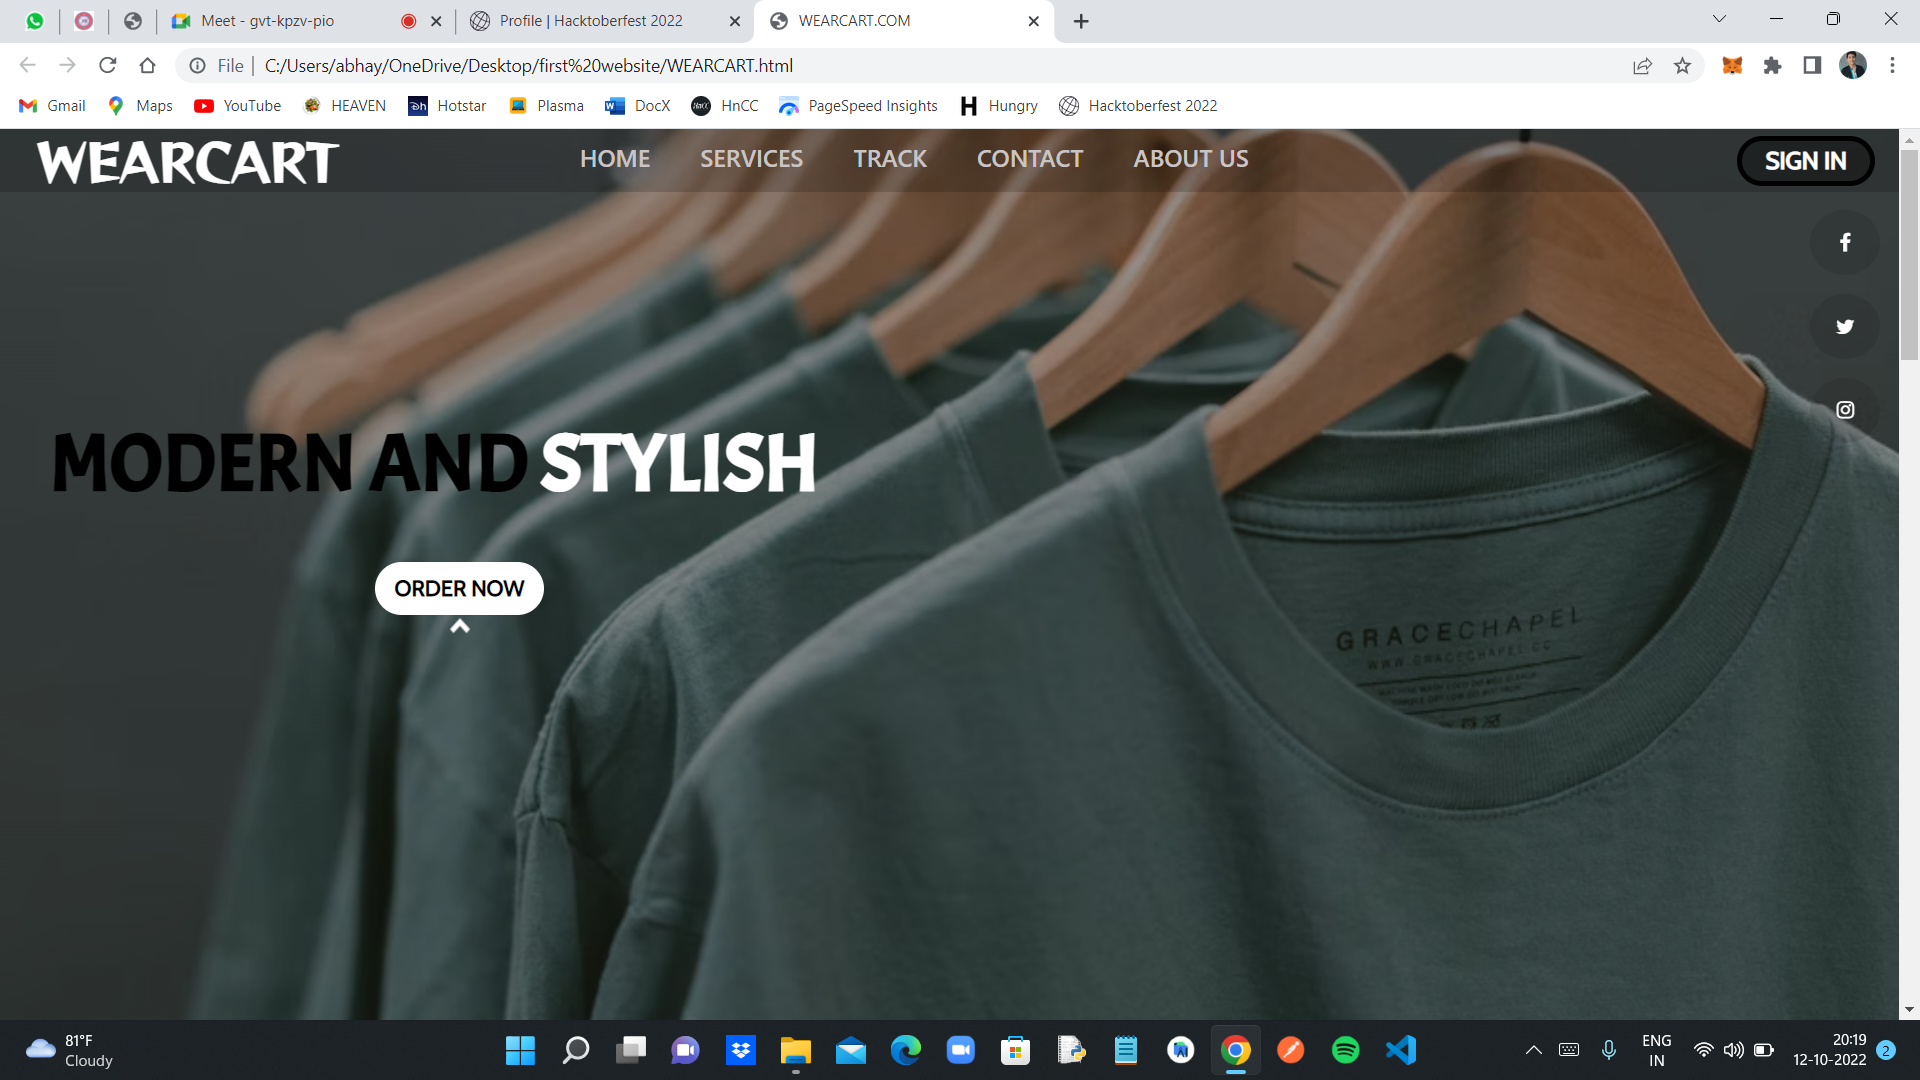 Meet - gvt-kpzv-pio
Profile | Hacktoberfest 2022
WEARCART.COM
File
C:/Users/abhay/OneDrive/Desktop/first%20website/WEARCART.html
Gmail
Maps
YouTube
HEAVEN
Hotstar
Plasma
DocX
HnCC
PageSpeed Insights
Hungry
Hacktoberfest 2022
WEARCART
HOME
SERVICES
TRACK
CONTACT
ABOUT US
SIGN IN
MODERN AND STYLISH
ORDER NOW
GRACECHAPEL
WWW.GRACECHAPEL.CC
81°F
Cloudy
ENG
IN
20:19
12-10-2022
2